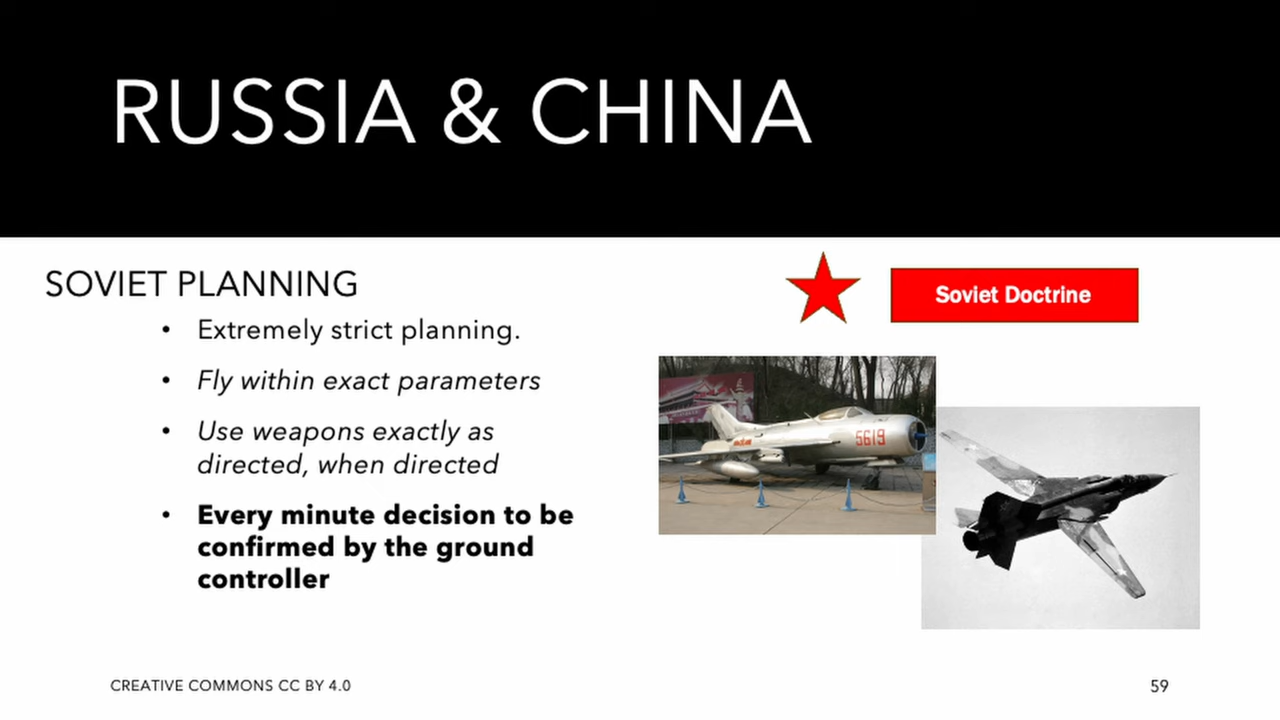 RUSSIA & CHINA
SOVIET PLANNING
• Extremely strict planning.
• Fly within exact parameters
• Use weapons exactly as
directed, when directed
• Every minute decision to be
confirmed by the ground
controller
Soviet Doctrine
5619
CREATIVE COMMONS CC BY 4.0
59